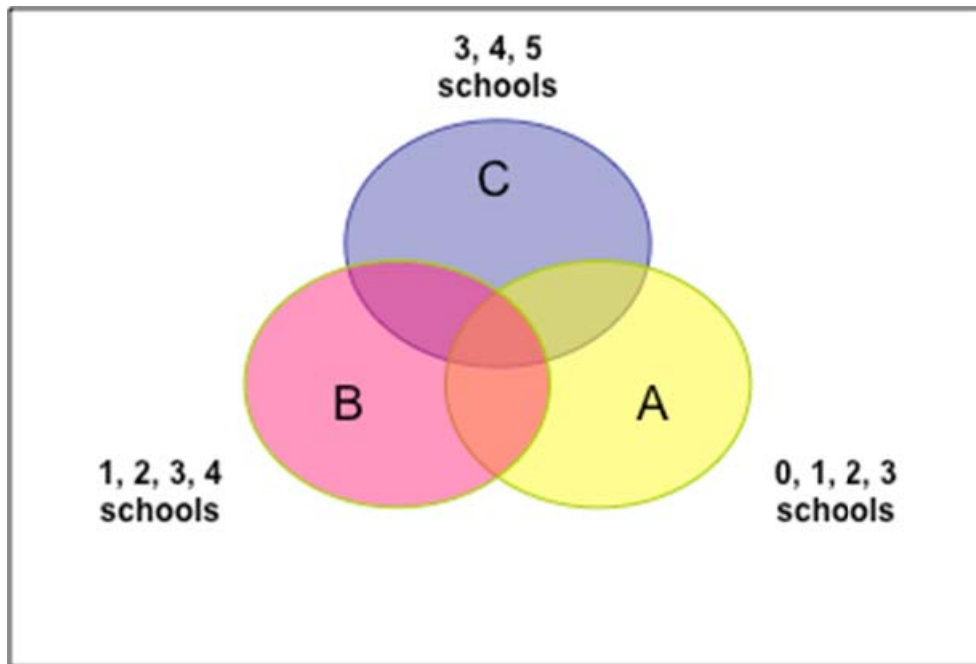 3, 4, 5
schools
C
B
A
1, 2, 3, 4
schools
0, 1, 2, 3
schools